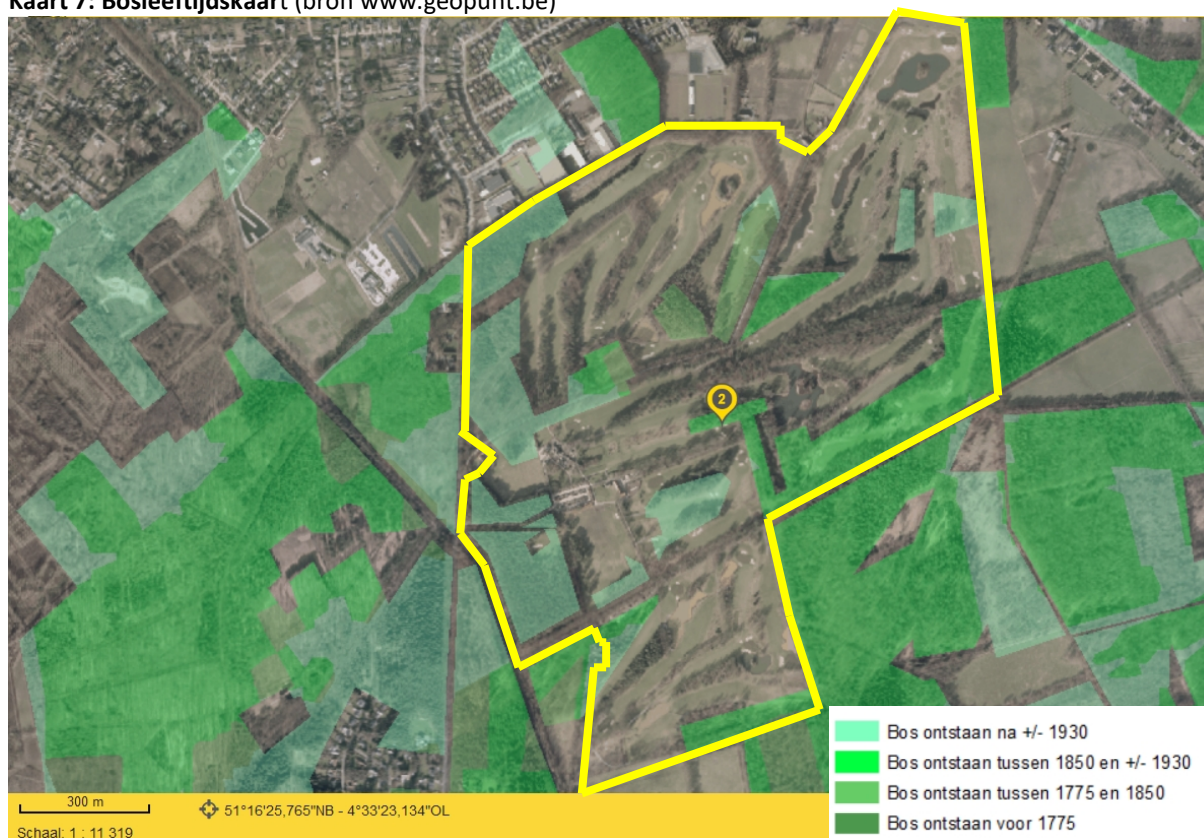 Kaart 7: Bosleeftijdskaart (bron www.geopunt.be)
2
Bos ontstaan na +/- 1930
Bos ontstaan tussen 1850 en +/- 1930
Bos ontstaan tussen 1775 en 1850
Bos ontstaan voor 1775
300 m
51°16'25,765"NB - 4°33'23,134"OL
Schaal: 1 : 11 319